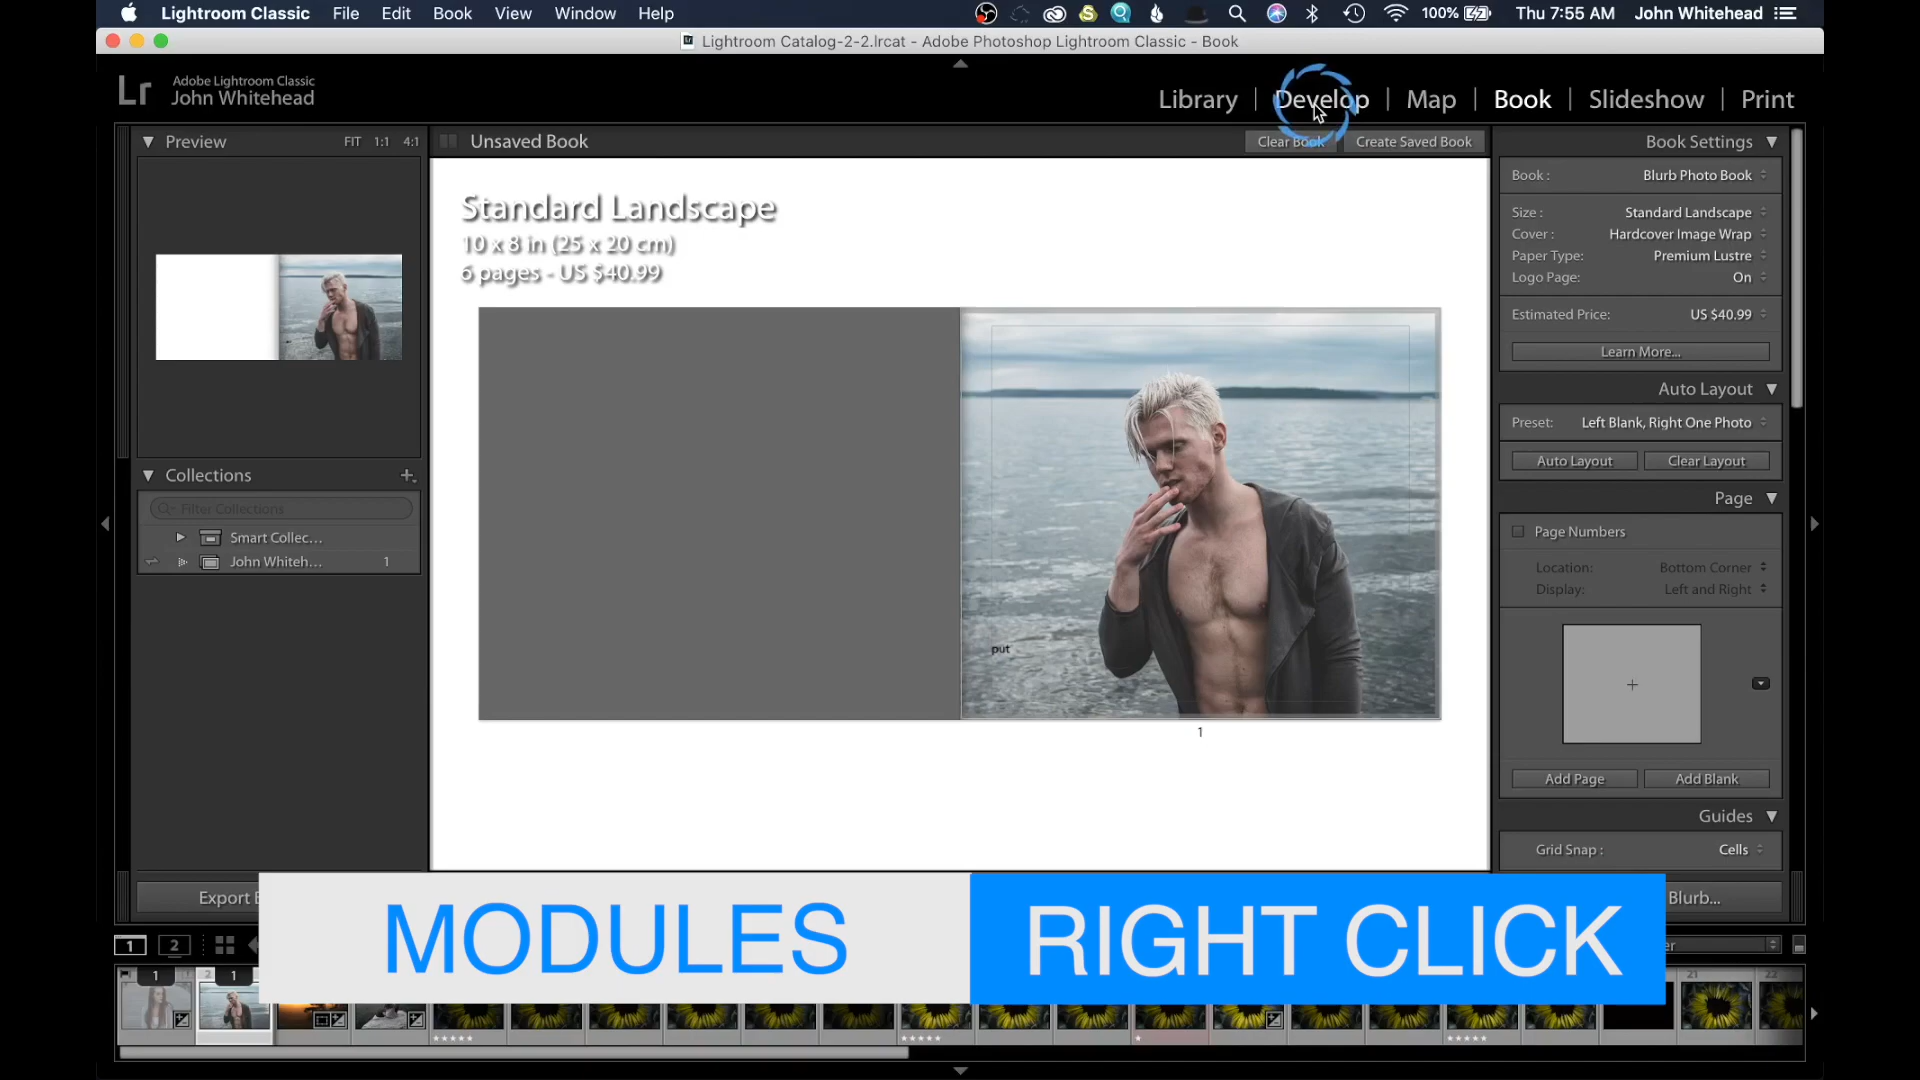 Lightroom Classic File Edit Book View Window Help 100% Thu 7:55 AM John Whitehead
Lightroom Catalog-2-2.lrcat - Adobe Photoshop Lightroom Classic - Book
Lr Adobe Lightroom Classic
John Whitehead
Library | Develop | Map | Book | Slideshow | Print
Preview FIT 1:1 4:1
Unsaved Book Clear Book Create Saved Book
Standard Landscape
10 x 8 in (25 x 20 cm)
6 pages - US $40.99
put
1
Collections
Filter Collections
Smart Collec...
John Whiteh... 1
Book Settings
Book: Blurb Photo Book
Size: Standard Landscape
Cover: Hardcover Image Wrap
Paper Type: Premium Lustre
Logo Page: On
Estimated Price: US $40.99
Learn More...
Auto Layout
Preset: Left Blank, Right One Photo
Auto Layout Clear Layout
Page
Page Numbers
Location: Bottom Corner
Display: Left and Right
Add Page Add Blank
Guides
Grid Snap: Cells
Export
Blurb...
MODULES RIGHT CLICK
1 2
1 2 1 21 22